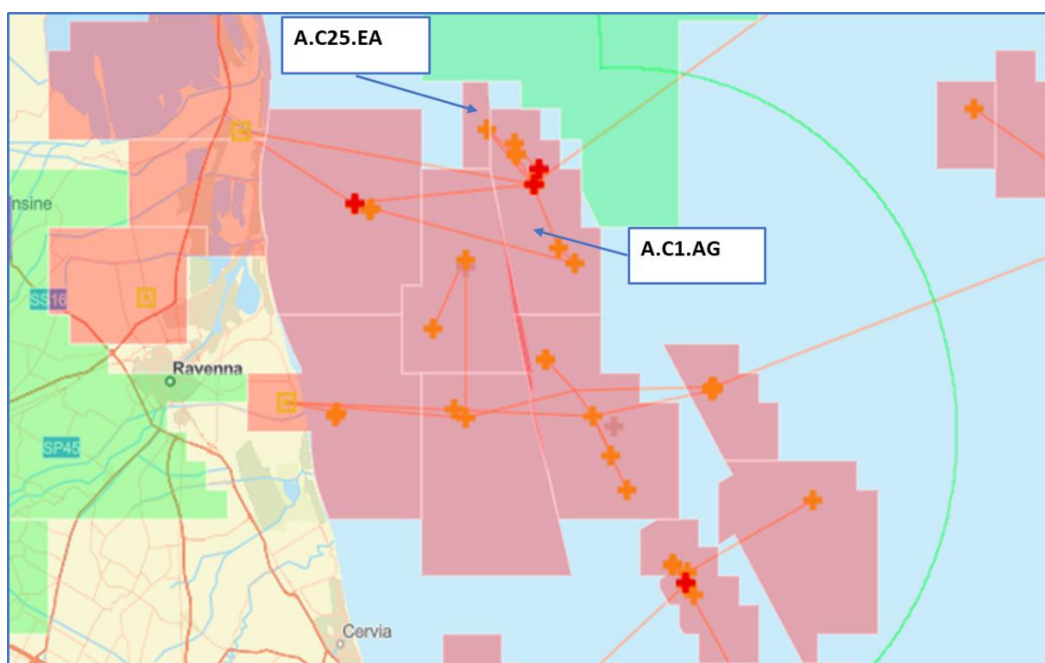 A.C25.EA
nsine
A.C1.AG
SS16
Ravenna
SP45
Cervia